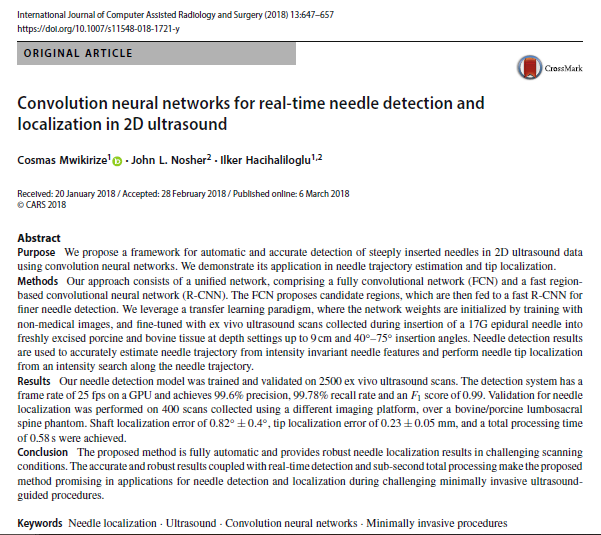 International Journal of Computer Assisted Radiology and Surgery (2018) 13:647–657
https://doi.org/10.1007/s11548-018-1721-y
ORIGINAL ARTICLE
CrossMark
Convolution neural networks for real-time needle detection and
localization in 2D ultrasound
Cosmas Mwikirize1 · John L. Nosher2 · Ilker Hacihaliloglu1,2
Received: 20 January 2018 / Accepted: 28 February 2018 / Published online: 6 March 2018
© CARS 2018
Abstract
Purpose We propose a framework for automatic and accurate detection of steeply inserted needles in 2D ultrasound data
using convolution neural networks. We demonstrate its application in needle trajectory estimation and tip localization.
Methods Our approach consists of a unified network, comprising a fully convolutional network (FCN) and a fast region-
based convolutional neural network (R-CNN). The FCN proposes candidate regions, which are then fed to a fast R-CNN for
finer needle detection. We leverage a transfer learning paradigm, where the network weights are initialized by training with
non-medical images, and fine-tuned with ex vivo ultrasound scans collected during insertion of a 17G epidural needle into
freshly excised porcine and bovine tissue at depth settings up to 9 cm and 40°–75° insertion angles. Needle detection results
are used to accurately estimate needle trajectory from intensity invariant needle features and perform needle tip localization
from an intensity search along the needle trajectory.
Results Our needle detection model was trained and validated on 2500 ex vivo ultrasound scans. The detection system has a
frame rate of 25 fps on a GPU and achieves 99.6% precision, 99.78% recall rate and an F1 score of 0.99. Validation for needle
localization was performed on 400 scans collected using a different imaging platform, over a bovine/porcine lumbosacral
spine phantom. Shaft localization error of 0.82° ± 0.4°, tip localization error of 0.23 ± 0.05 mm, and a total processing time
of 0.58 s were achieved.
Conclusion The proposed method is fully automatic and provides robust needle localization results in challenging scanning
conditions. The accurate and robust results coupled with real-time detection and sub-second total processing make the proposed
method promising in applications for needle detection and localization during challenging minimally invasive ultrasound-
guided procedures.
Keywords Needle localization · Ultrasound · Convolution neural networks · Minimally invasive procedures